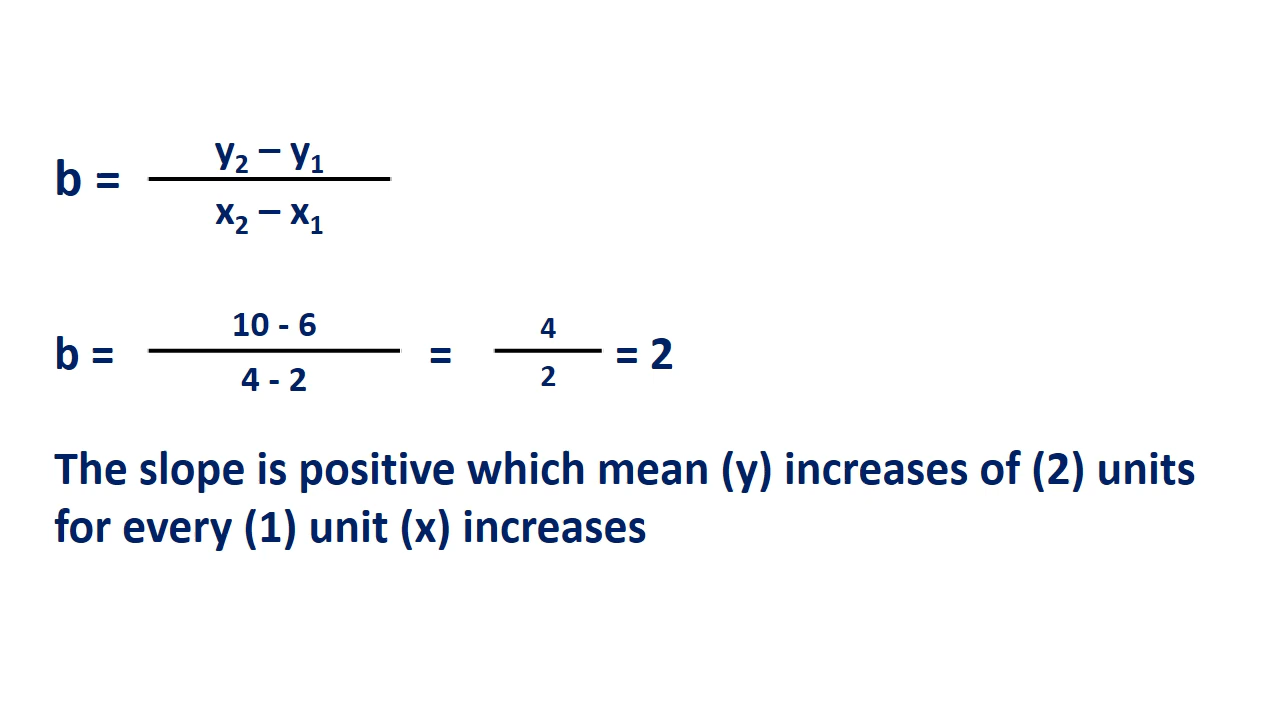 b = y₂ – y₁ / x₂ – x₁
b = 10 - 6 / 4 - 2 = 4 / 2 = 2
The slope is positive which mean (y) increases of (2) units
for every (1) unit (x) increases